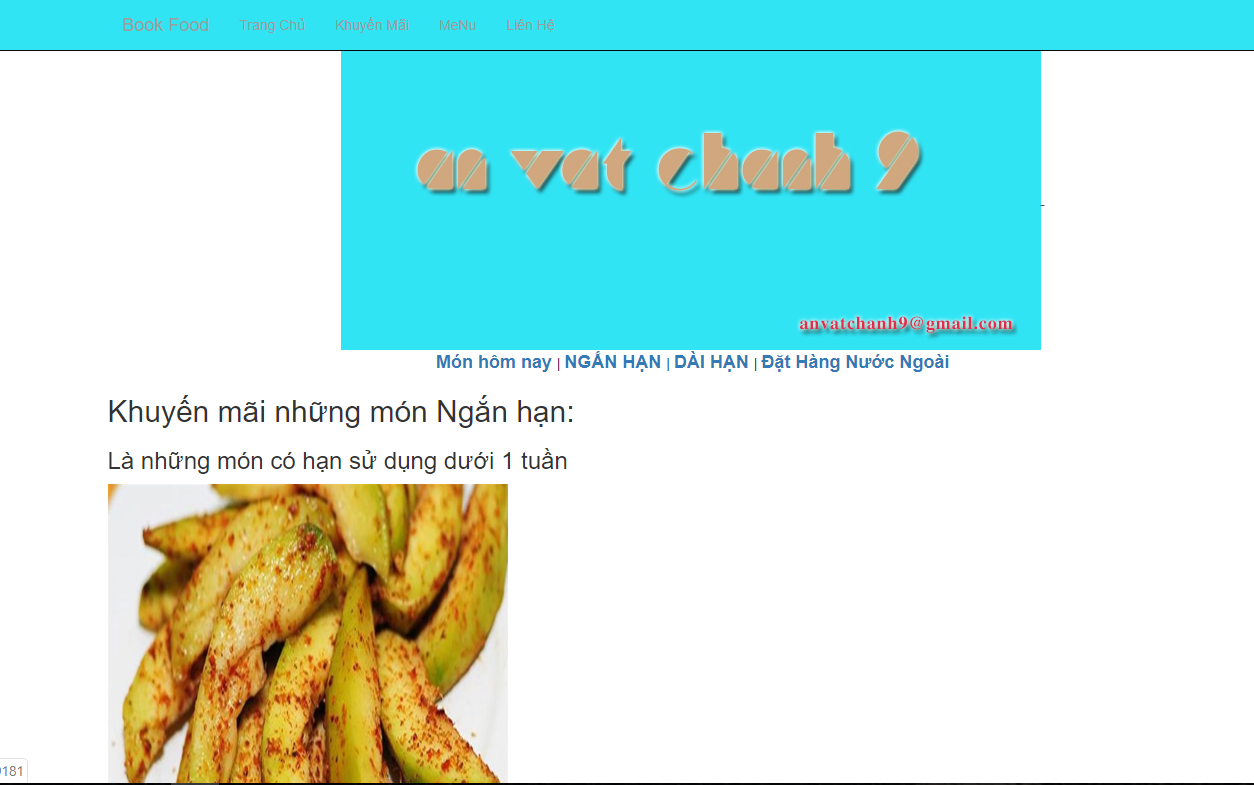 Book Food Trang Chủ Khuyến Mãi MeNu Liên Hệ
an vat chanh 9
anvatchanh9@gmail.com
Món hôm nay | NGẮN HẠN | DÀI HẠN | Đặt Hàng Nước Ngoài
Khuyến mãi những món Ngắn hạn:
Là những món có hạn sử dụng dưới 1 tuần